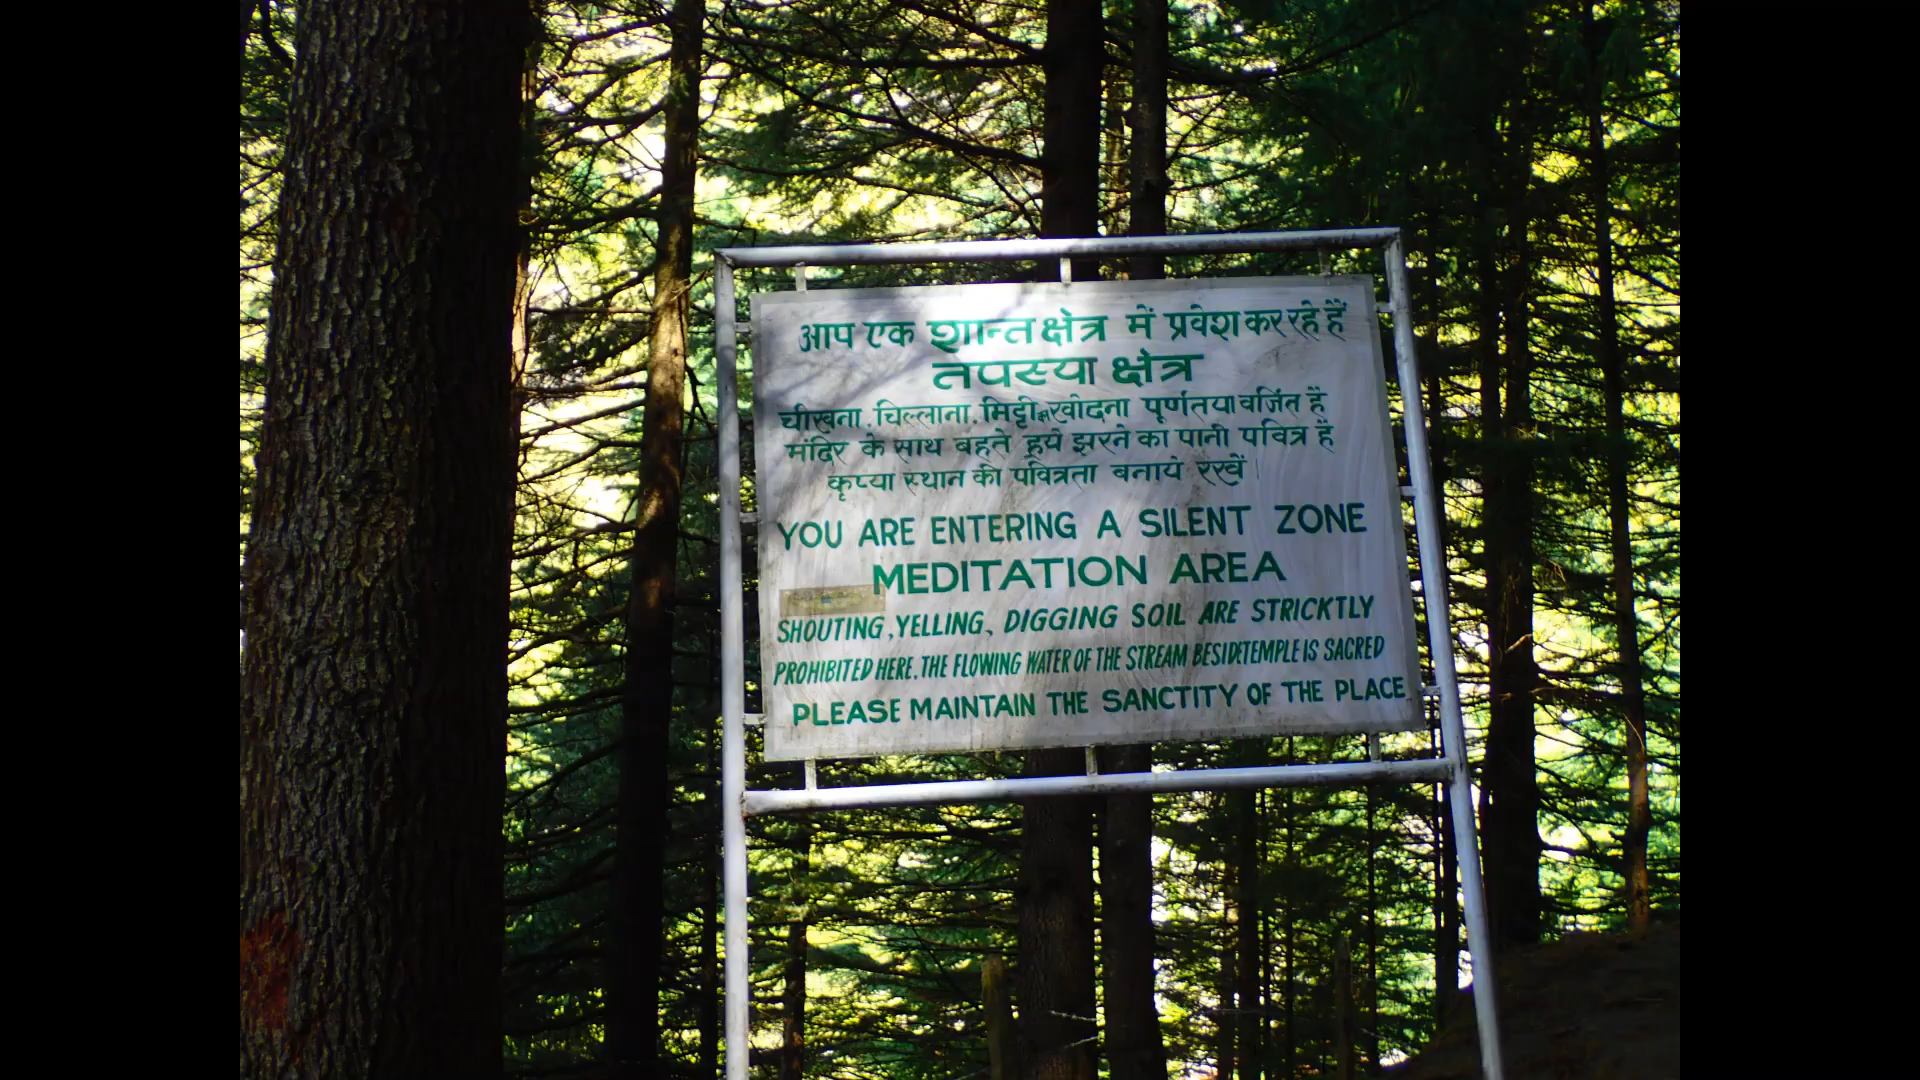 आप एक शान्त क्षेत्र में प्रवेश कर रहे हैं
तपस्या क्षेत्र
चीखना, चिल्लाना, मिट्टी का खोदना पूर्णतया वर्जित है
मंदिर के साथ बहते हुये झरने का पानी पवित्र हैं
कृप्या स्थान की पवित्रता बनाये रखें।
YOU ARE ENTERING A SILENT ZONE
MEDITATION AREA
SHOUTING, YELLING, DIGGING SOIL ARE STRICKTLY
PROHIBITED HERE. THE FLOWING WATER OF THE STREAM BESIDE TEMPLE IS SACRED
PLEASE MAINTAIN THE SANCTITY OF THE PLACE